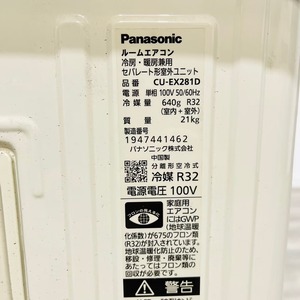 Panasonic
ルームエアコン
冷房・暖房兼用
セパレート形室外ユニット
品番 CU-EX281D
電源 単相 100V 50/60Hz
冷媒量 640g R32
(室内+室外)
質量 21kg
製造番号
1947441462
パナソニック株式会社
中国製
分離形空冷式
冷媒 R32
電源電圧 100V
家庭用
エアコン
にはGWP
(地球温暖
化係数)が675のフロン類
(R32)が封入されています。
地球温暖化防止のため、
移設・修理・廃棄等に
あたってはフロン類の
回収が必要です。
警告